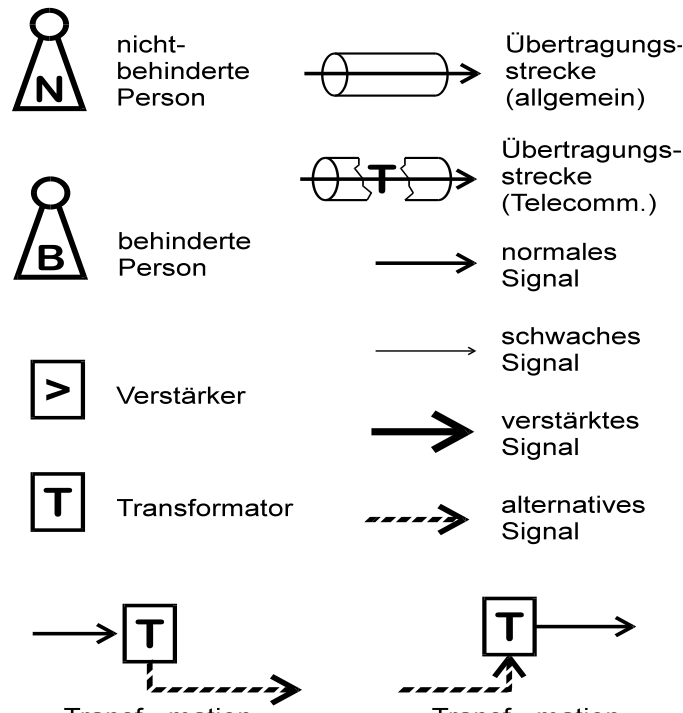 N
nicht-
behinderte
Person
B
behinderte
Person
>
Verstärker
T
Transformator
Übertragungs-
strecke
(allgemein)
T
Übertragungs-
strecke
(Telecomm.)
normales
Signal
schwaches
Signal
verstärktes
Signal
alternatives
Signal
T
T